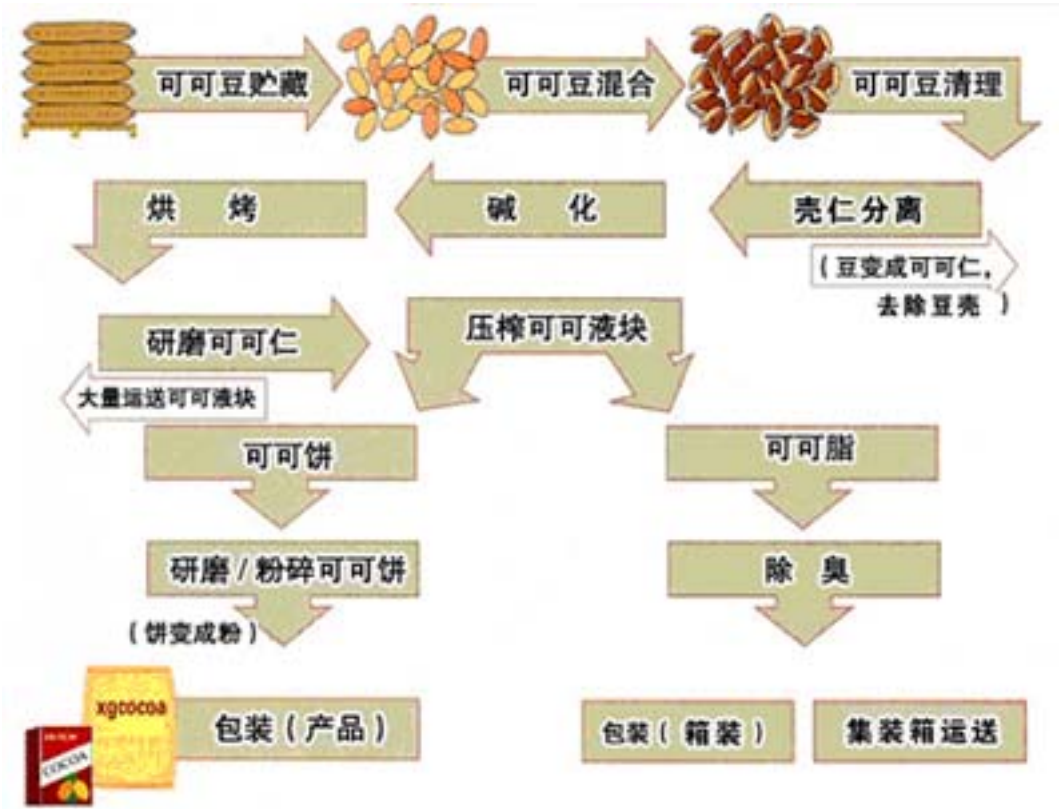 可可豆贮藏
可可豆混合
可可豆清理
烘 烤
碱 化
壳仁分离
（豆变成可可仁，
去除豆壳）
研磨可可仁
压榨可可液块
大量运送可可液块
可可饼
可可脂
研磨/粉碎可可饼
除 臭
（饼变成粉）
xgcocoa
包装（产品）
包装（箱装）
集装箱运送
COCOA